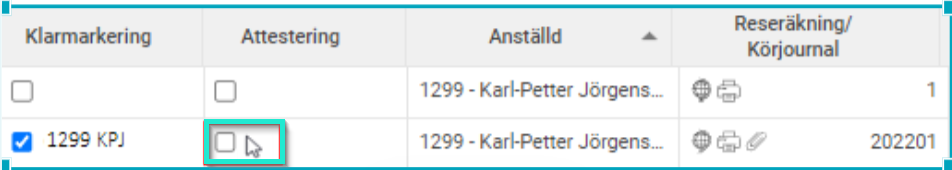 Klarmarkering Attestering Anställd Reseräkning/
Körjournal
1299 - Karl-Petter Jörgens... 1
1299 KPJ 1299 - Karl-Petter Jörgens... 202201